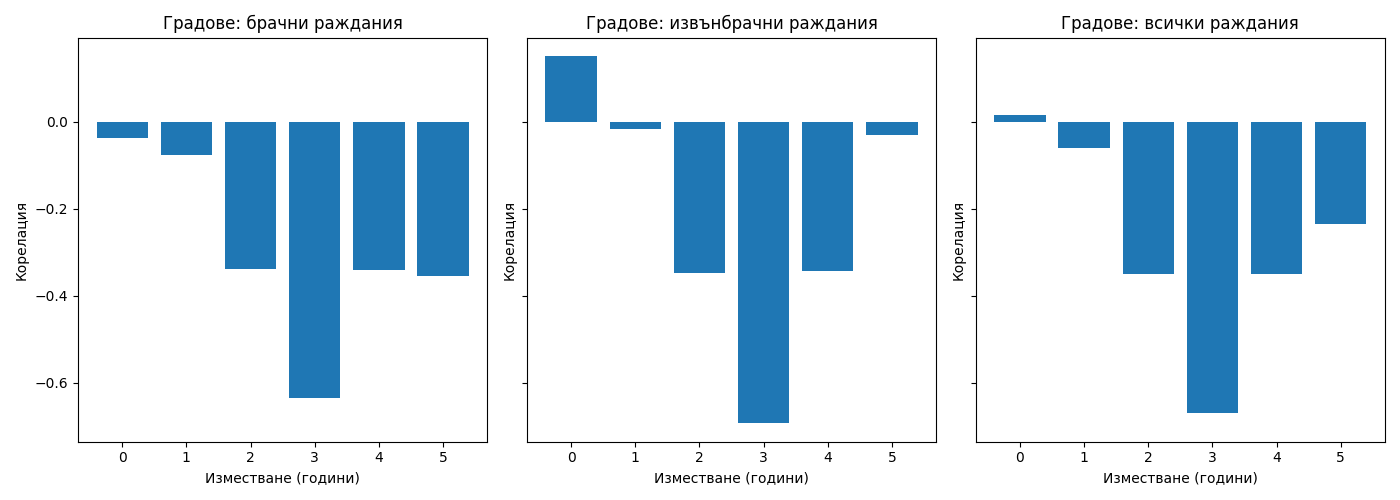 Градове: брачни раждания
Градове: извънбрачни раждания
Градове: всички раждания
Корелация
0.0
−0.2
−0.4
−0.6
0 1 2 3 4 5
Изместване (години)
Корелация
0 1 2 3 4 5
Изместване (години)
Корелация
0 1 2 3 4 5
Изместване (години)